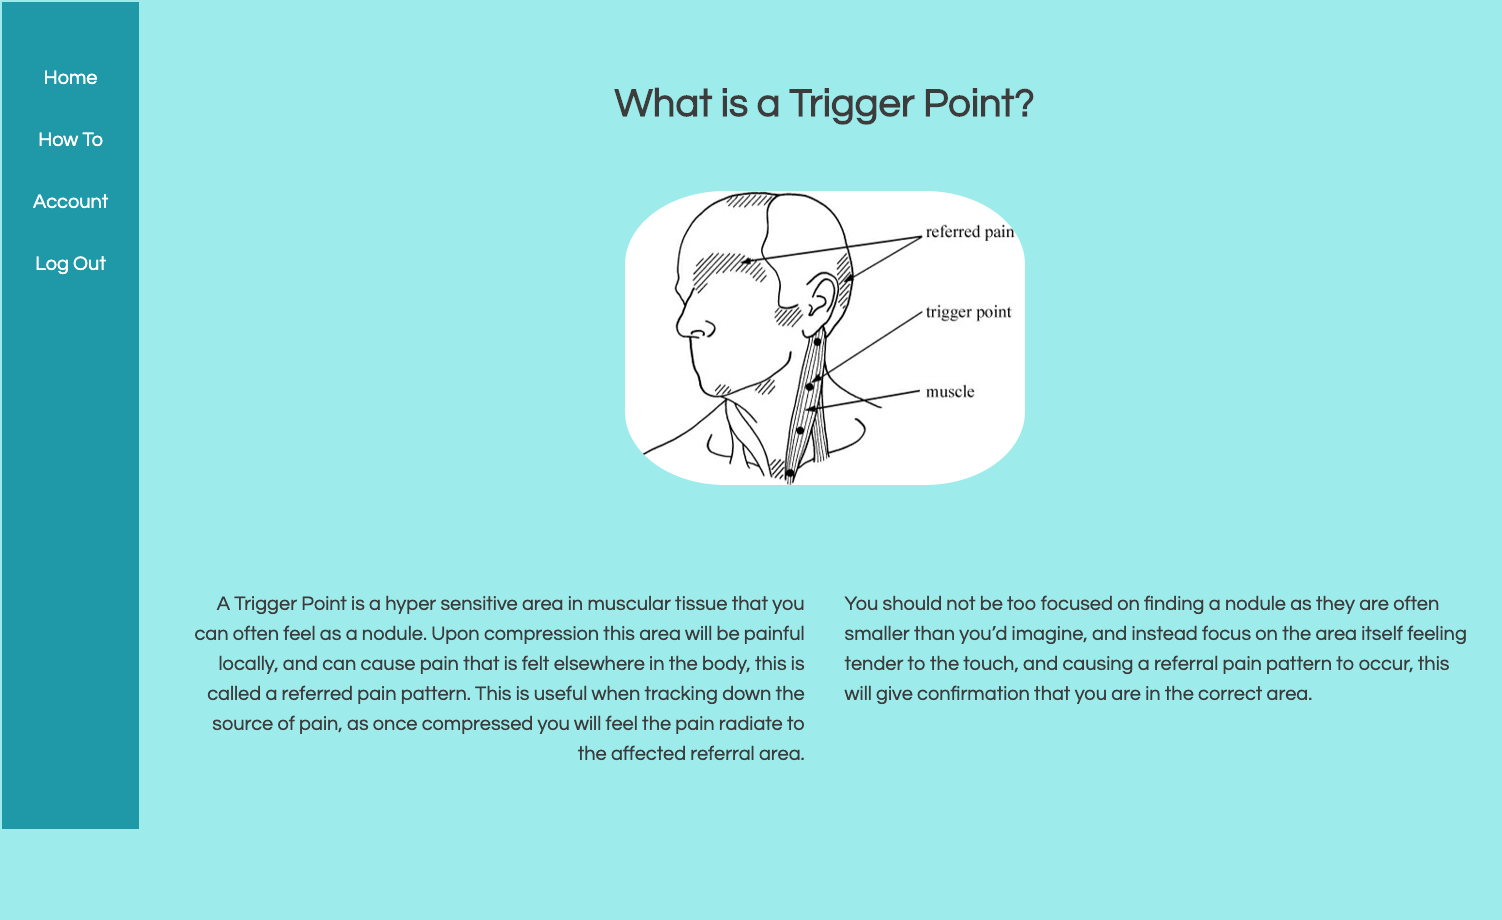 Home
How To
Account
Log Out
What is a Trigger Point?
referred pain
trigger point
muscle
A Trigger Point is a hyper sensitive area in muscular tissue that you
can often feel as a nodule. Upon compression this area will be painful
locally, and can cause pain that is felt elsewhere in the body, this is
called a referred pain pattern. This is useful when tracking down the
source of pain, as once compressed you will feel the pain radiate to
the affected referral area.
You should not be too focused on finding a nodule as they are often
smaller than you’d imagine, and instead focus on the area itself feeling
tender to the touch, and causing a referral pain pattern to occur, this
will give confirmation that you are in the correct area.